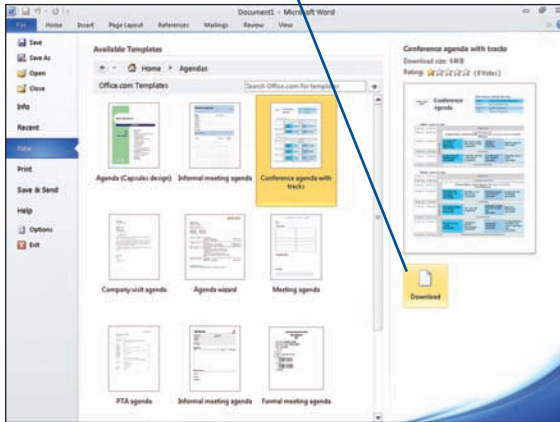 Document1 - Microsoft Word
File Home Insert Page Layout References Mailings Review View
Save
Save As
Open
Close
Info
Recent
New
Print
Save & Send
Help
Options
Exit
Available Templates
Home ▸ Agendas
Office.com Templates
Search Office.com for templates
Agenda (Capsules design)
Informal meeting agenda
Conference agenda with tracks
Company visit agenda
Agenda wizard
Meeting agenda
PTA agenda
Informal meeting agenda
Formal meeting agenda
Conference agenda with tracks
Download size: 64KB
Rating: (8 Votes)
Conference
agenda
Download